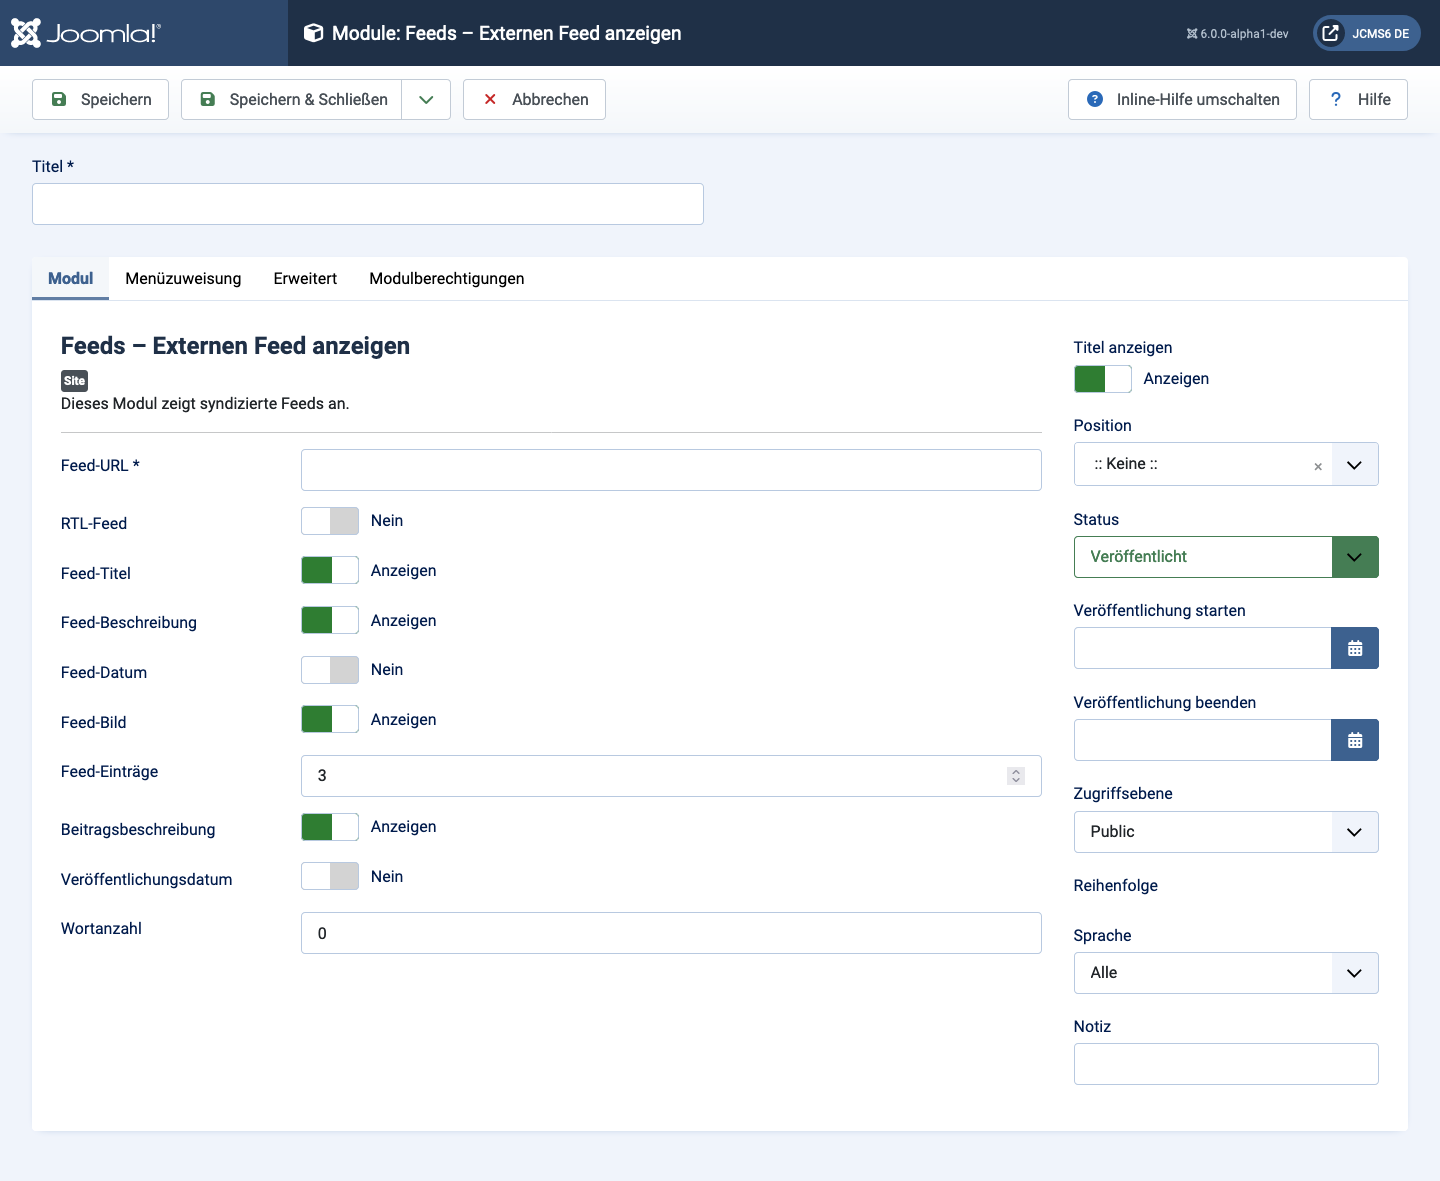 Joomla!®
Module: Feeds – Externen Feed anzeigen
6.0.0-alpha1-dev
JCMS6 DE
Speichern
Speichern & Schließen
Abbrechen
Inline-Hilfe umschalten
Hilfe
Titel *
Modul
Menüzuweisung
Erweitert
Modulberechtigungen
Feeds – Externen Feed anzeigen
Site
Dieses Modul zeigt syndizierte Feeds an.
Feed-URL *
RTL-Feed
Nein
Feed-Titel
Anzeigen
Feed-Beschreibung
Anzeigen
Feed-Datum
Nein
Feed-Bild
Anzeigen
Feed-Einträge
3
Beitragsbeschreibung
Anzeigen
Veröffentlichungsdatum
Nein
Wortanzahl
0
Titel anzeigen
Anzeigen
Position
:: Keine ::
Status
Veröffentlicht
Veröffentlichung starten
Veröffentlichung beenden
Zugriffsebene
Public
Reihenfolge
Sprache
Alle
Notiz